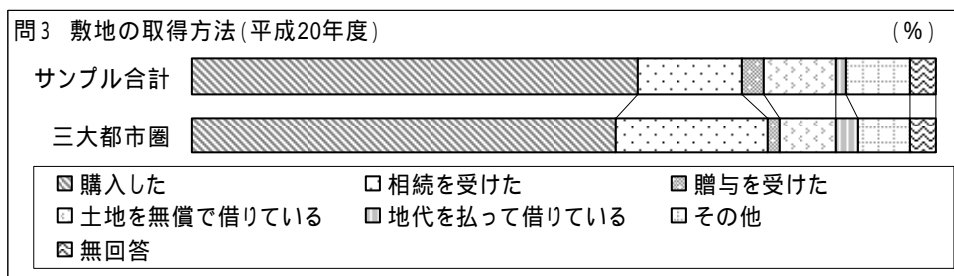 問3 敷地の取得方法(平成20年度) (%)
サンプル合計
三大都市圏
購入した 相続を受けた 贈与を受けた
土地を無償で借りている 地代を払って借りている その他
無回答